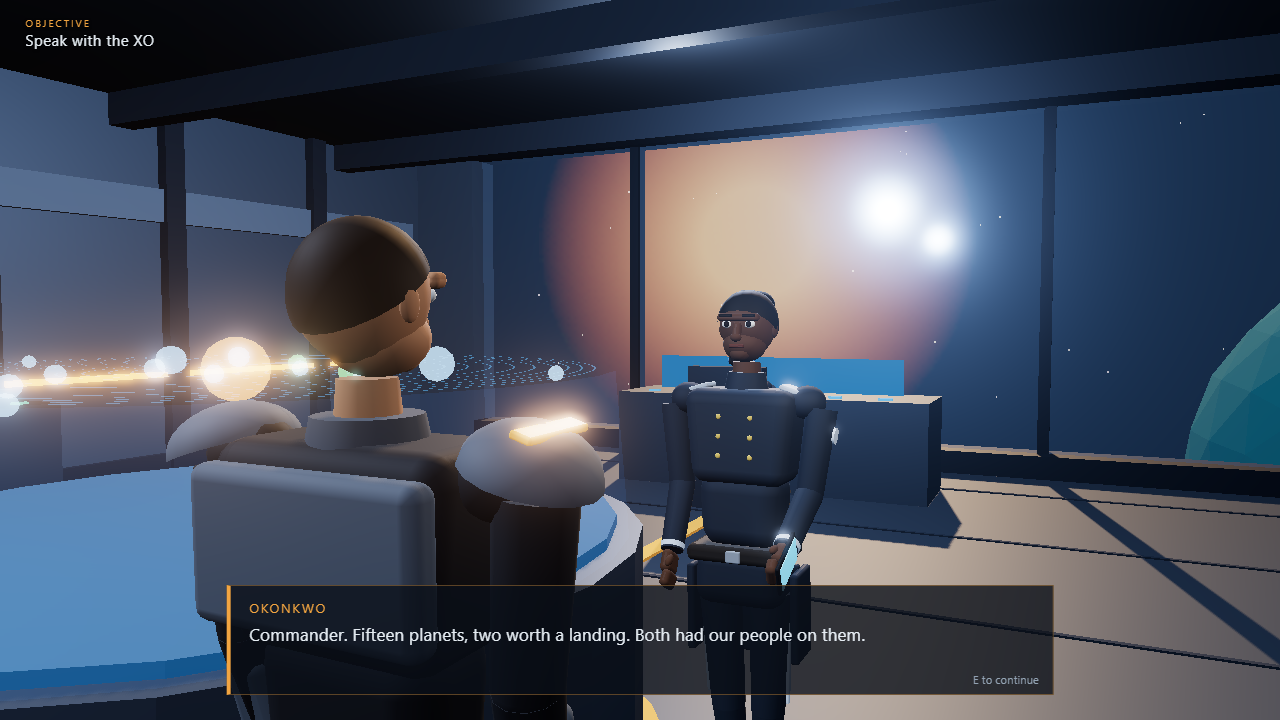 OBJECTIVE
Speak with the XO
OKONKWO
Commander. Fifteen planets, two worth a landing. Both had our people on them.
E to continue